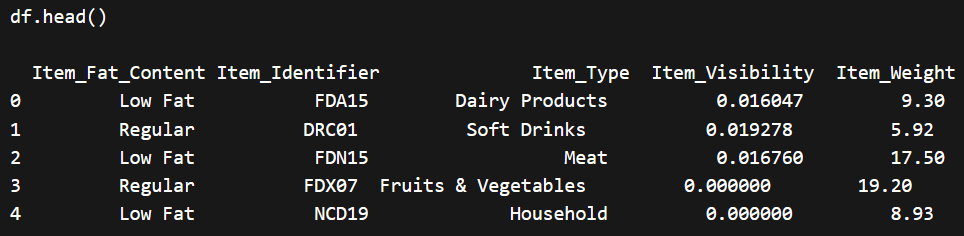 df.head()
Item_Fat_Content Item_Identifier Item_Type Item_Visibility Item_Weight
0 Low Fat FDA15 Dairy Products 0.016047 9.30
1 Regular DRC01 Soft Drinks 0.019278 5.92
2 Low Fat FDN15 Meat 0.016760 17.50
3 Regular FDX07 Fruits & Vegetables 0.000000 19.20
4 Low Fat NCD19 Household 0.000000 8.93